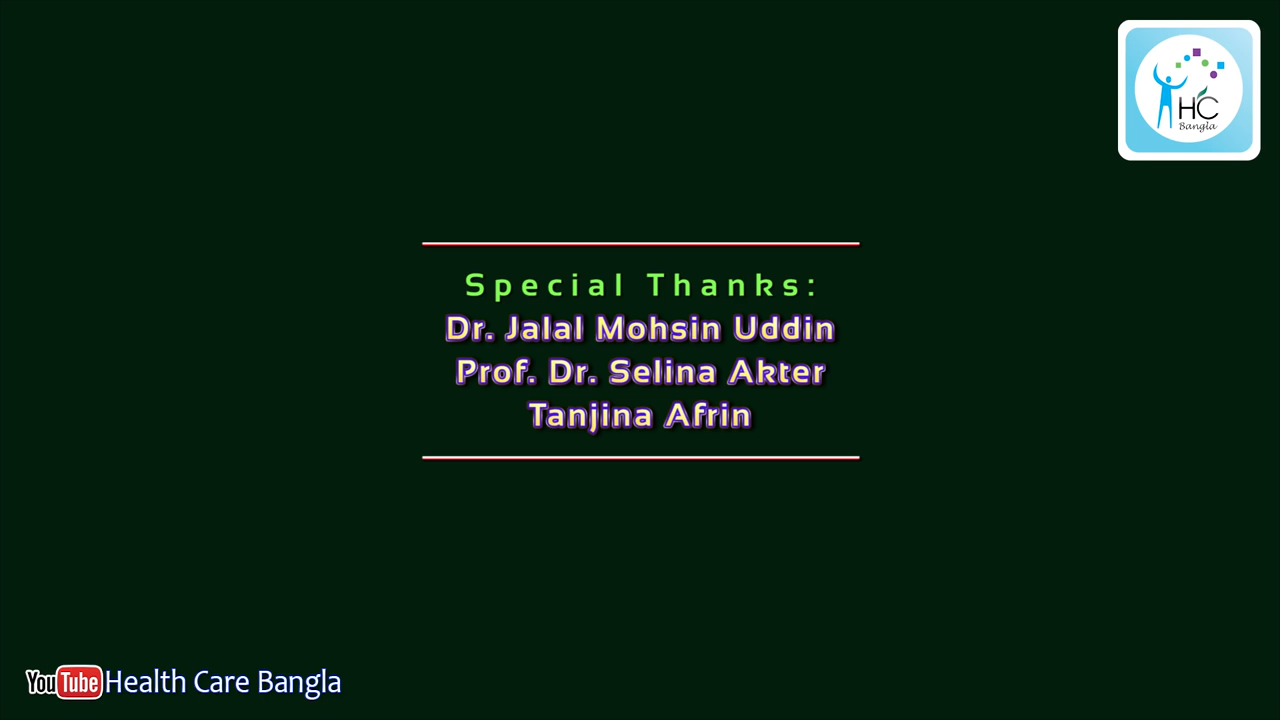 HC
Bangla
Special Thanks:
Dr. Jalal Mohsin Uddin
Prof. Dr. Selina Akter
Tanjina Afrin
YouTube Health Care Bangla